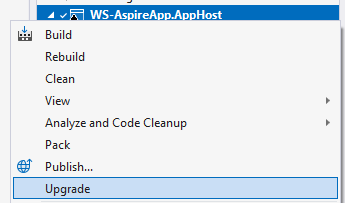 WS-AspireApp.AppHost
Build
Rebuild
Clean
View
Analyze and Code Cleanup
Pack
Publish...
Upgrade